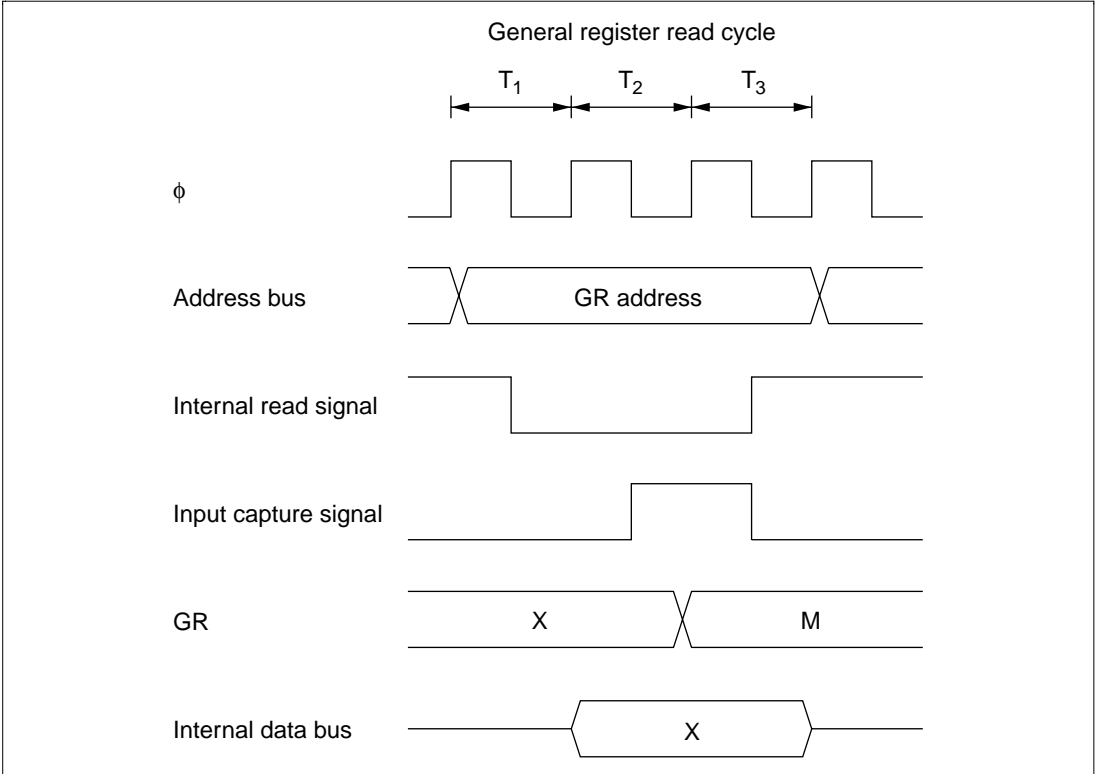 General register read cycle
T1 T2 T3
ϕ
Address bus GR address
Internal read signal
Input capture signal
GR X M
Internal data bus X